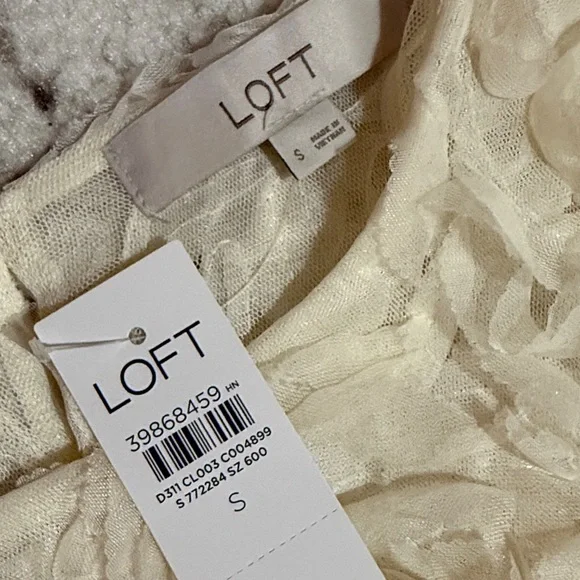 LOFT
S
MADE IN
VIETNAM
LOFT
39868459 HN
D311 CL003 C004899
S 772284 SZ 600
S